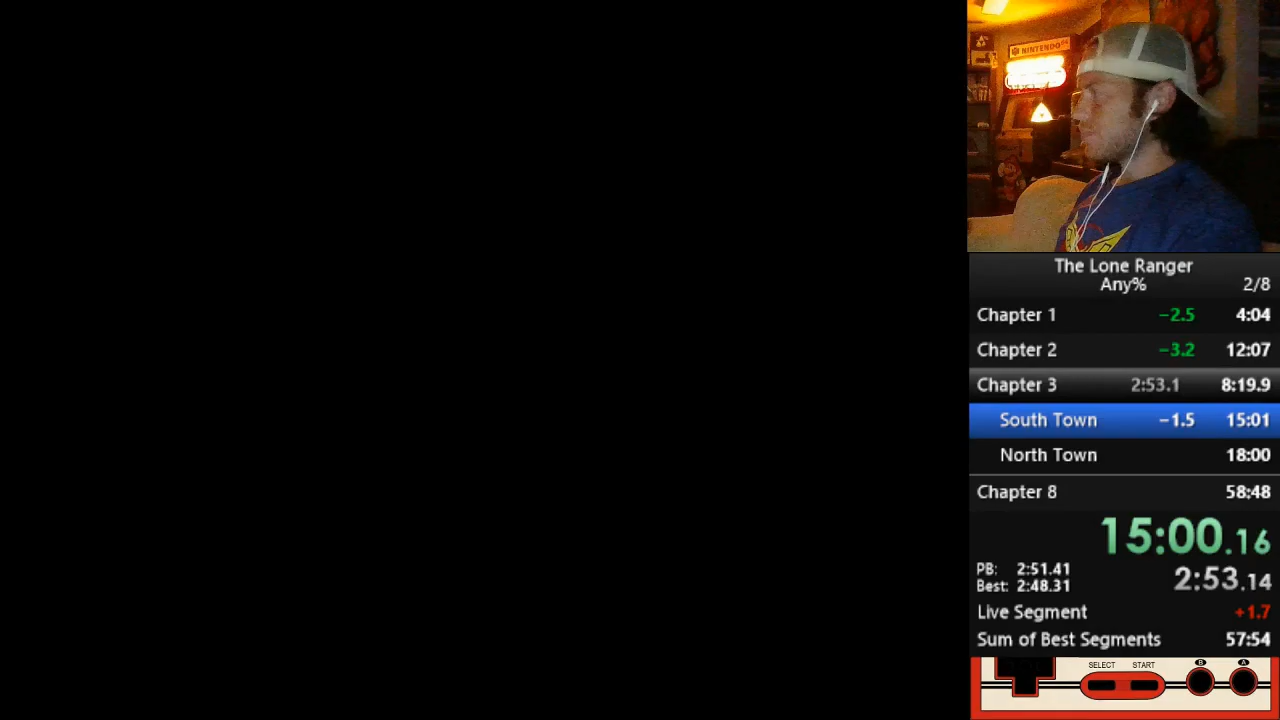 NINTENDO
The Lone Ranger
Any% 2/8
Chapter 1 -2.5 4:04
Chapter 2 -3.2 12:07
Chapter 3 2:53.1 8:19.9
South Town -1.5 15:01
North Town 18:00
Chapter 8 58:48
15:00.16
PB: 2:51.41
Best: 2:48.31
2:53.14
Live Segment +1.7
Sum of Best Segments 57:54
SELECT START B A